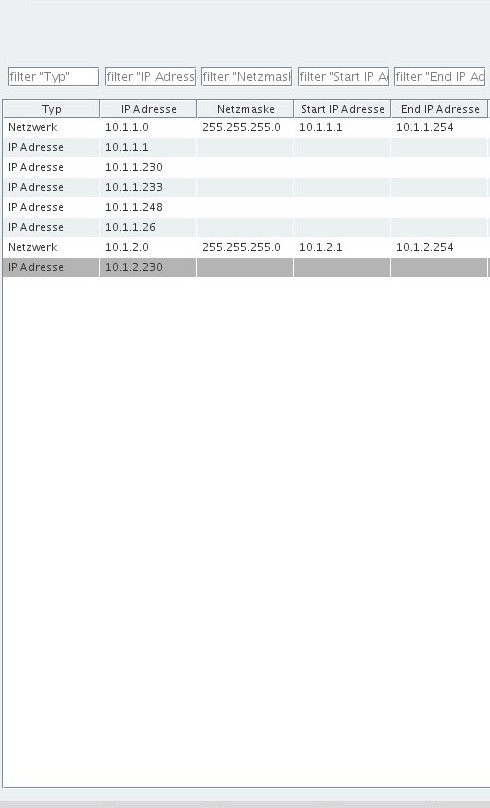 filter "Typ" filter "IP Adress filter "Netzmask filter "Start IP A filter "End IP Ad
Typ IP Adresse Netzmaske Start IP Adresse End IP Adresse
Netzwerk 10.1.1.0 255.255.255.0 10.1.1.1 10.1.1.254
IP Adresse 10.1.1.1
IP Adresse 10.1.1.230
IP Adresse 10.1.1.233
IP Adresse 10.1.1.248
IP Adresse 10.1.1.26
Netzwerk 10.1.2.0 255.255.255.0 10.1.2.1 10.1.2.254
IP Adresse 10.1.2.230